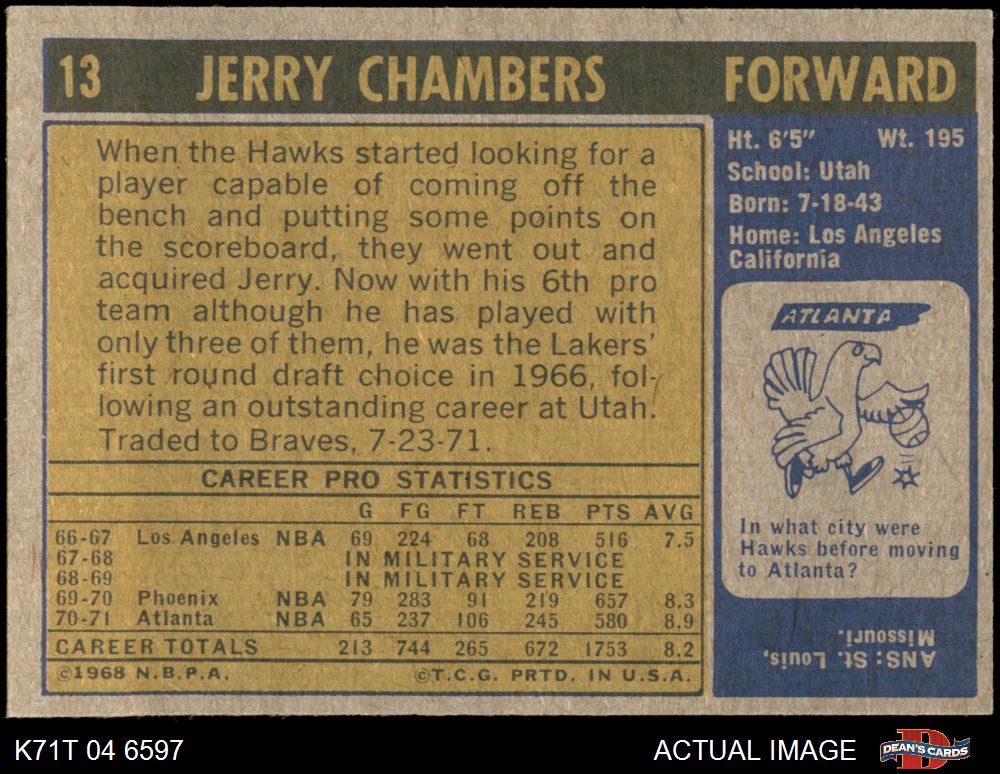 13 JERRY CHAMBERS FORWARD
When the Hawks started looking for a
player capable of coming off the
bench and putting some points on
the scoreboard, they went out and
acquired Jerry. Now with his 6th pro
team although he has played with
only three of them, he was the Lakers'
first round draft choice in 1966, fol-
lowing an outstanding career at Utah.
Traded to Braves, 7-23-71.
CAREER PRO STATISTICS
G FG FT REB PTS AVG
66-67 Los Angeles NBA 69 224 68 208 516 7.5
67-68 IN MILITARY SERVICE
68-69 IN MILITARY SERVICE
69-70 Phoenix NBA 79 283 91 219 657 8.3
70-71 Atlanta NBA 65 237 106 245 580 8.9
CAREER TOTALS 213 744 265 672 1753 8.2
©1968 N.B.P.A. ©T.C.G. PRTD. IN U.S.A.
Ht. 6'5" Wt. 195
School: Utah
Born: 7-18-43
Home: Los Angeles
California
ATLANTA
In what city were
Hawks before moving
to Atlanta?
ANS: St. Louis,
Missouri.
K71T 04 6597 ACTUAL IMAGE DEAN'S CARDS